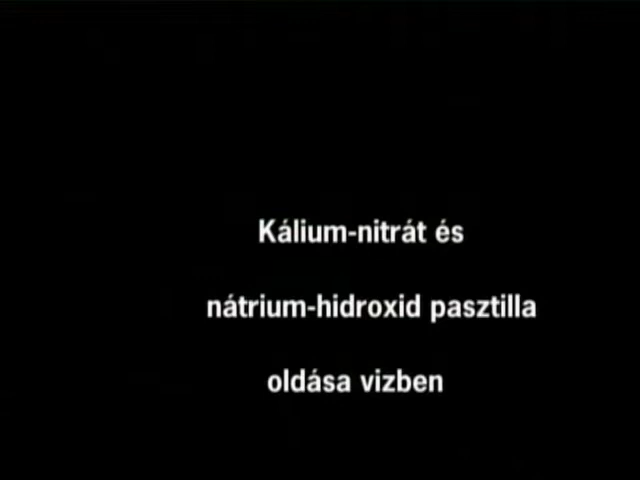 Kálium-nitrát és
nátrium-hidroxid pasztilla
oldása vizben